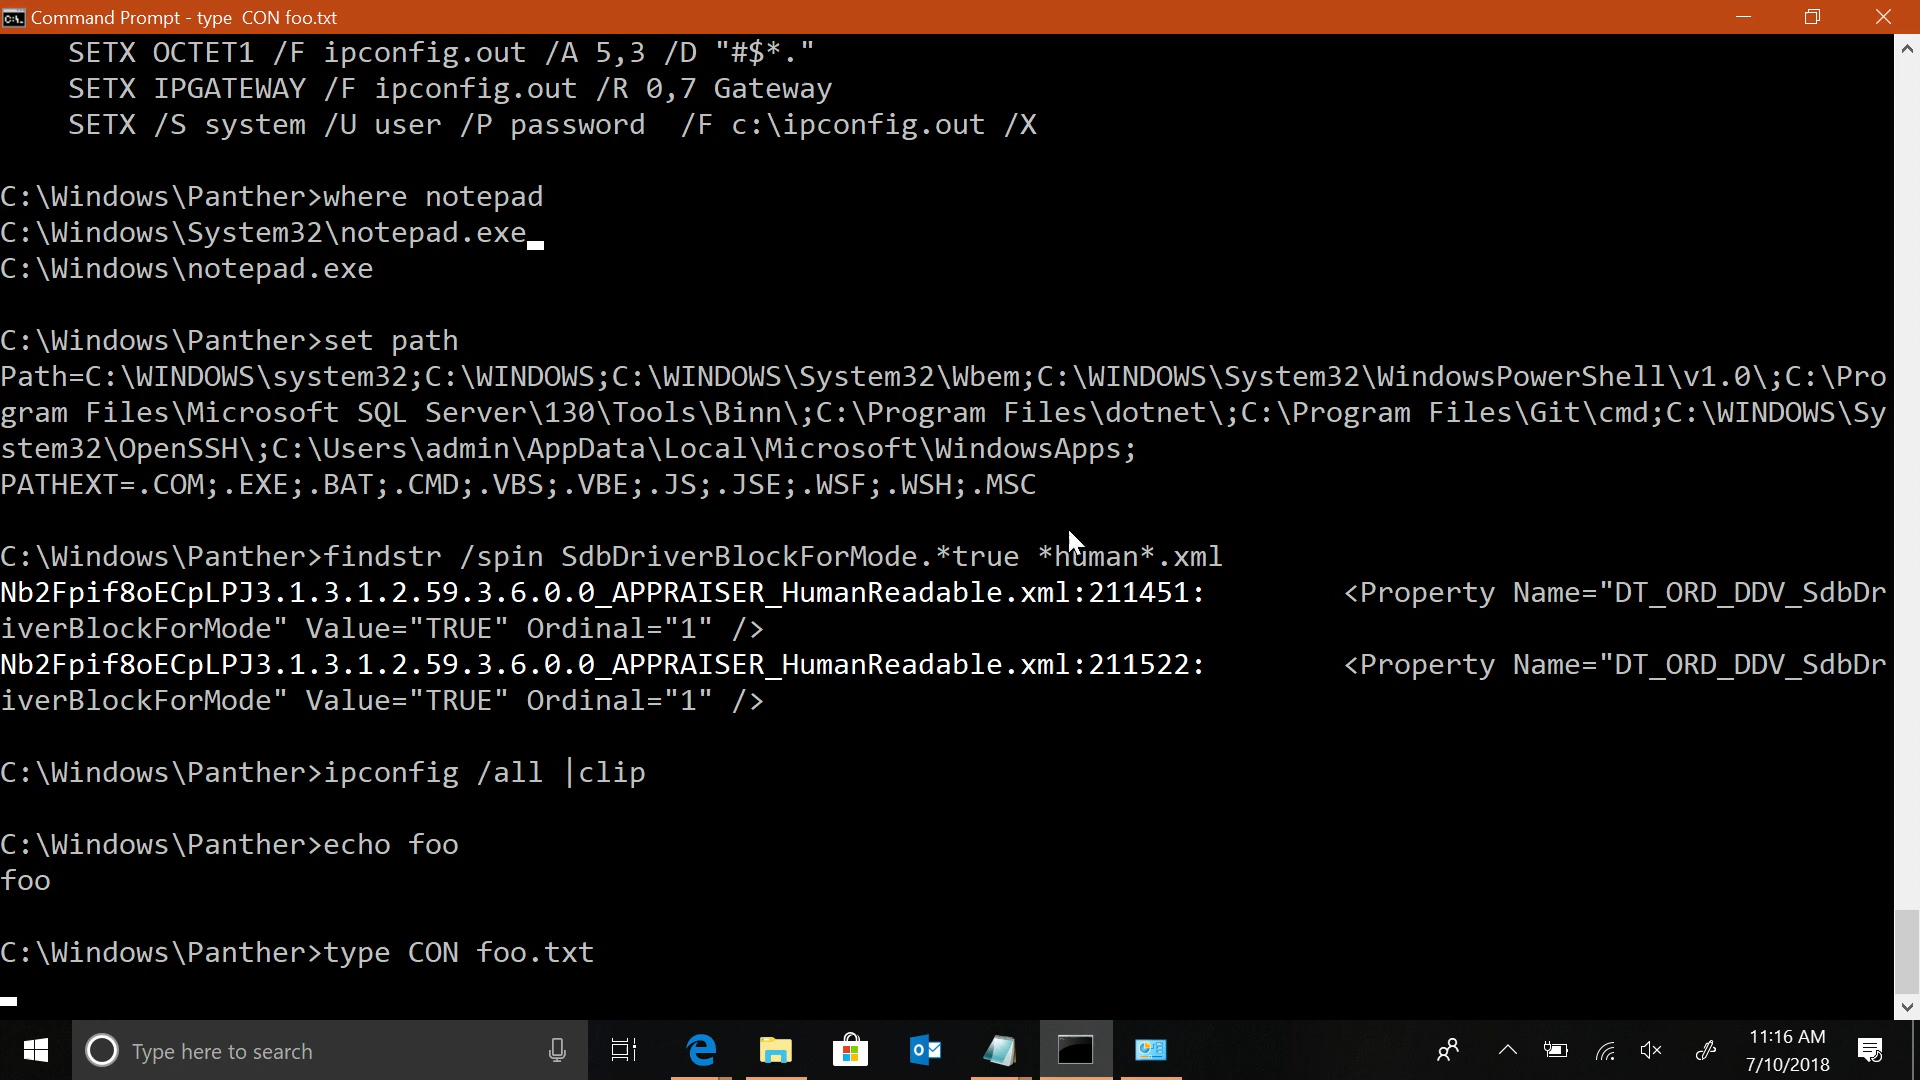 Command Prompt - type  CON foo.txt
    SETX OCTET1 /F ipconfig.out /A 5,3 /D "#$*."
    SETX IPGATEWAY /F ipconfig.out /R 0,7 Gateway
    SETX /S system /U user /P password  /F c:\ipconfig.out /X
C:\Windows\Panther>where notepad
C:\Windows\System32\notepad.exe
C:\Windows\notepad.exe
C:\Windows\Panther>set path
Path=C:\WINDOWS\system32;C:\WINDOWS;C:\WINDOWS\System32\Wbem;C:\WINDOWS\System32\WindowsPowerShell\v1.0\;C:\Pro
gram Files\Microsoft SQL Server\130\Tools\Binn\;C:\Program Files\dotnet\;C:\Program Files\Git\cmd;C:\WINDOWS\Sy
stem32\OpenSSH\;C:\Users\admin\AppData\Local\Microsoft\WindowsApps;
PATHEXT=.COM;.EXE;.BAT;.CMD;.VBS;.VBE;.JS;.JSE;.WSF;.WSH;.MSC
C:\Windows\Panther>findstr /spin SdbDriverBlockForMode.*true *human*.xml
Nb2Fpif8oECpLPJ3.1.3.1.2.59.3.6.0.0_APPRAISER_HumanReadable.xml:211451:        <Property Name="DT_ORD_DDV_SdbDr
iverBlockForMode" Value="TRUE" Ordinal="1" />
Nb2Fpif8oECpLPJ3.1.3.1.2.59.3.6.0.0_APPRAISER_HumanReadable.xml:211522:        <Property Name="DT_ORD_DDV_SdbDr
iverBlockForMode" Value="TRUE" Ordinal="1" />
C:\Windows\Panther>ipconfig /all |clip
C:\Windows\Panther>echo foo
foo
C:\Windows\Panther>type CON foo.txt
Type here to search
11:16 AM
7/10/2018